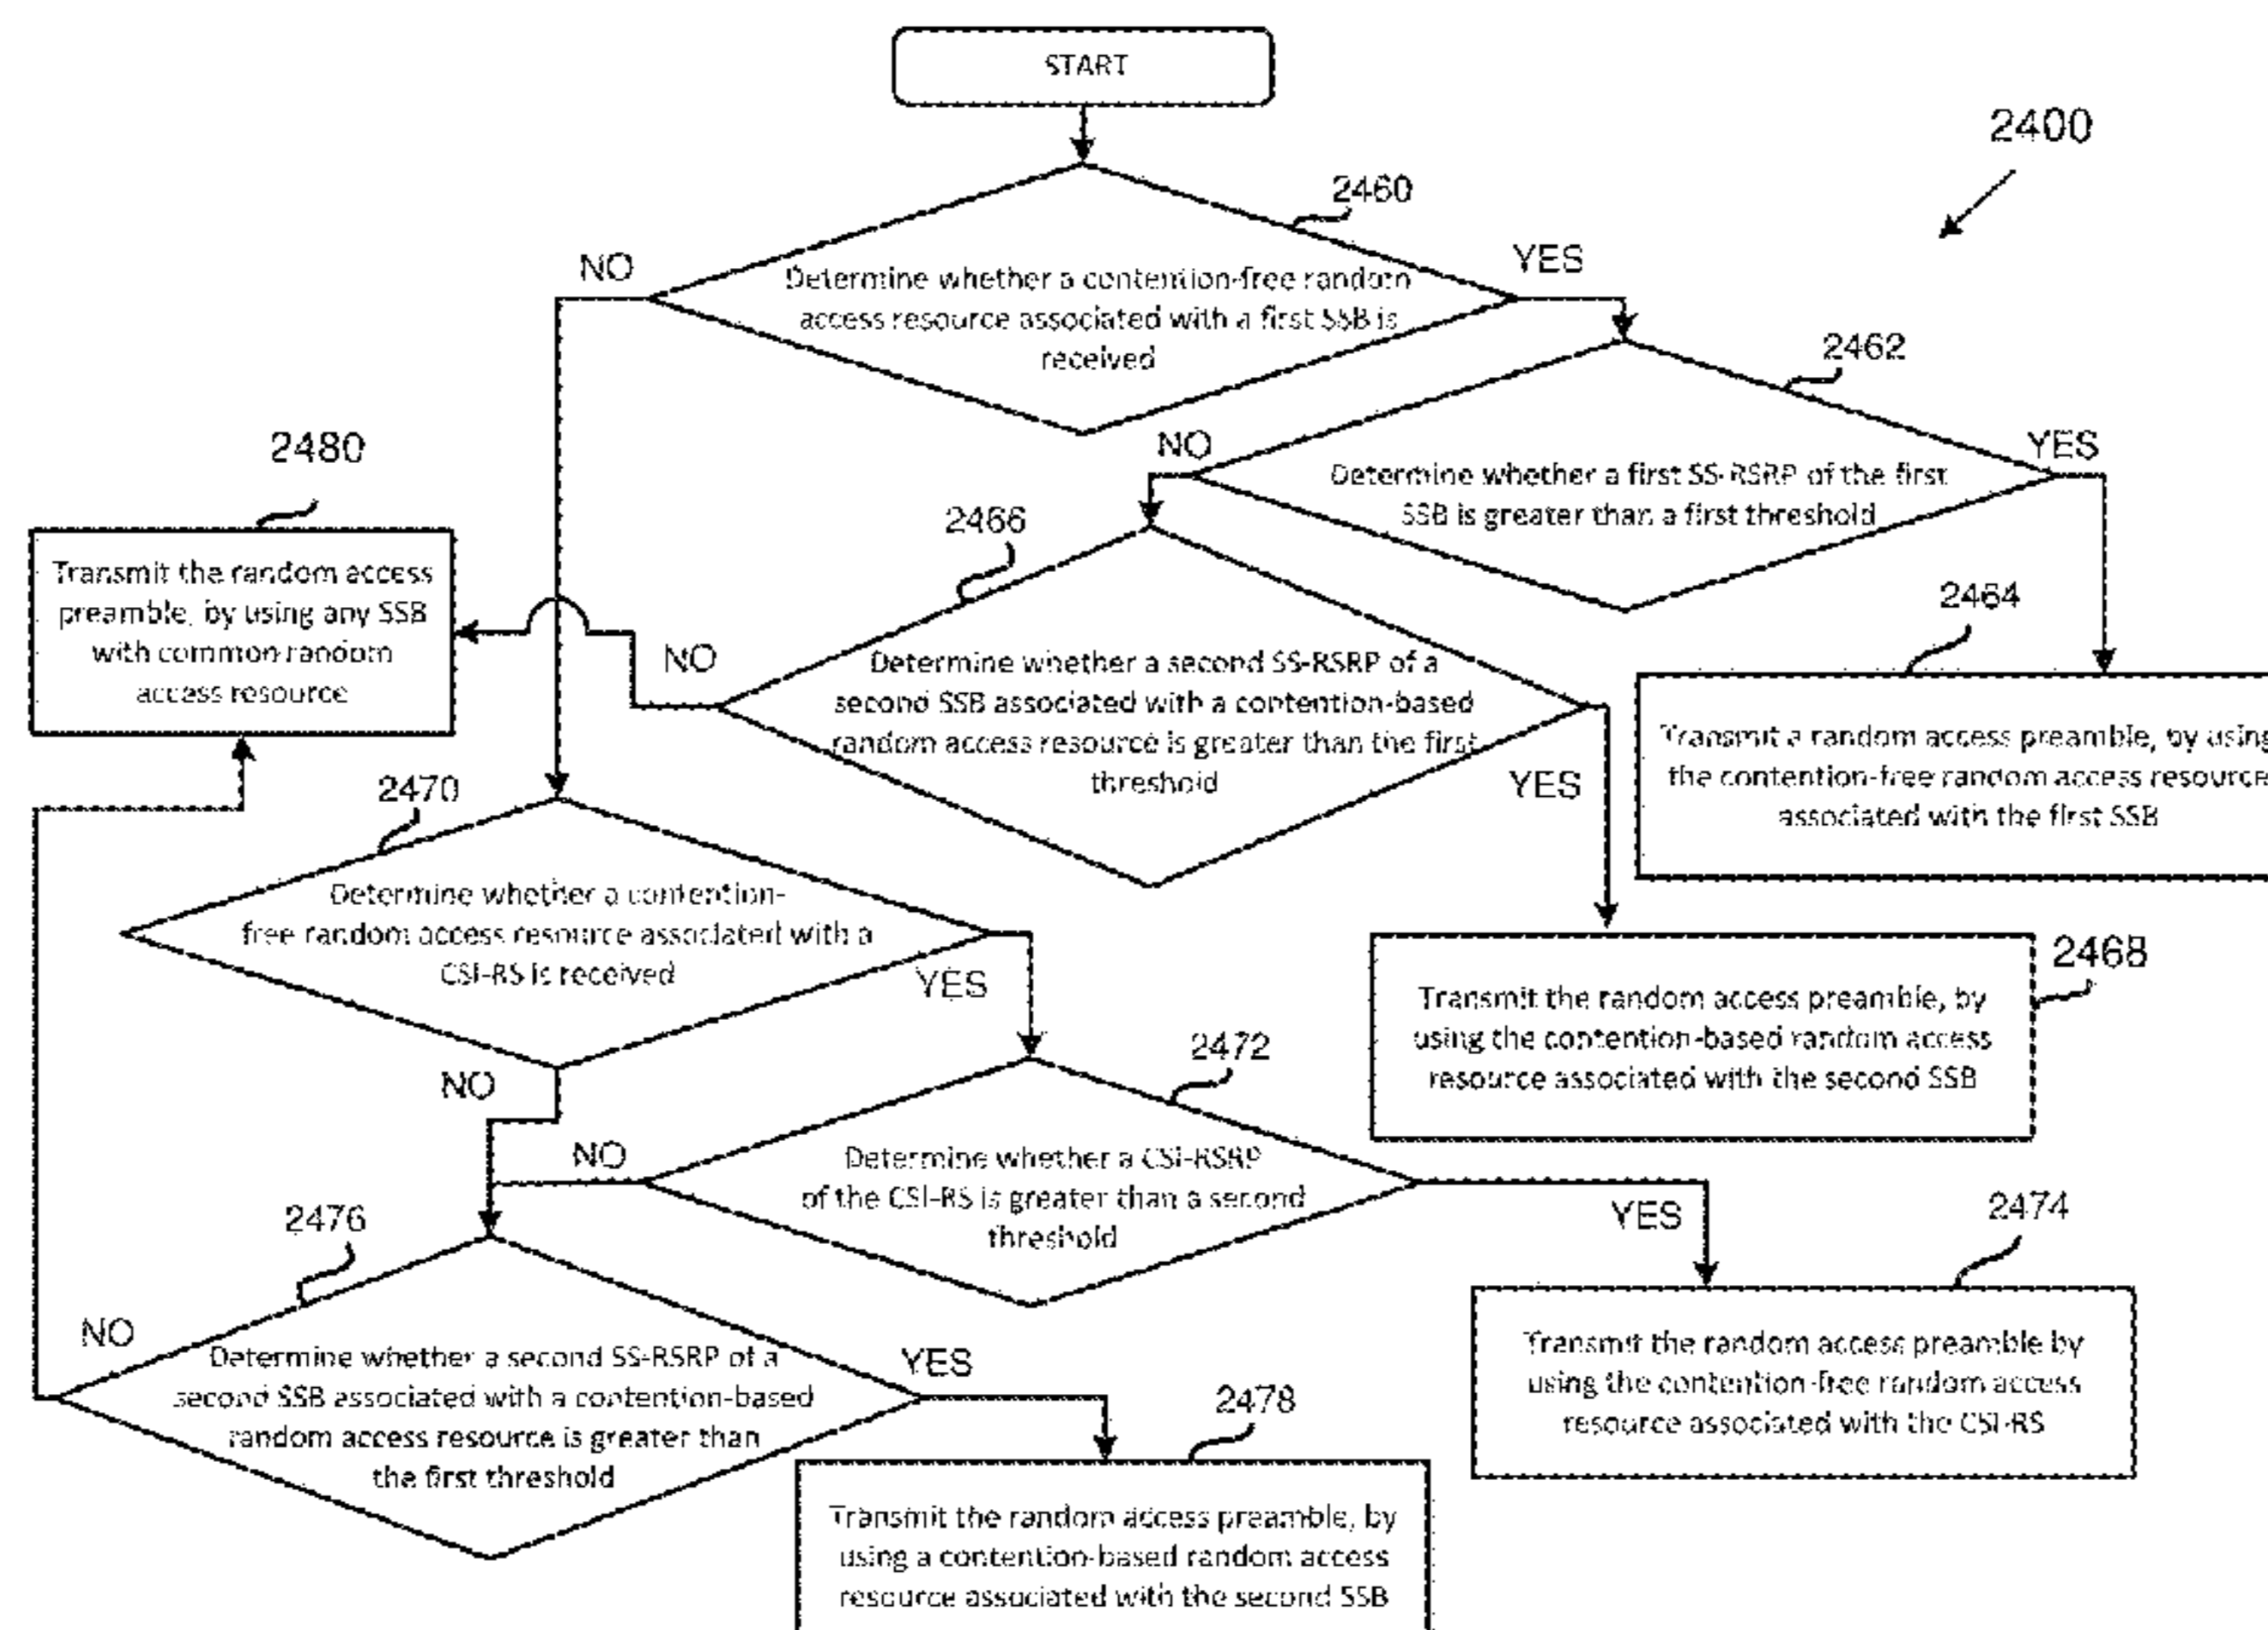 START
2400
2460
NO
YES
Determine whether a contention-free random
access resource associated with a first SSB is
received
2462
NO
YES
Determine whether a first SS-RSRP of the first
SSB is greater than a first threshold
2480
Transmit the random access
preamble, by using any SSB
with common random
access resource
2466
NO
Determine whether a second SS-RSRP of a
second SSB associated with a contention-based
random access resource is greater than the first
threshold
YES
2464
Transmit a random access preamble, by using
the contention-free random access resource
associated with the first SSB
2470
Determine whether a contention-
free random access resource associated with a
CSI-RS is received
YES
NO
2468
Transmit the random access preamble, by
using the contention-based random access
resource associated with the second SSB
2472
NO
Determine whether a CSI-RSRP
of the CSI-RS is greater than a second
threshold
YES
2474
Transmit the random access preamble by
using the contention-free random access
resource associated with the CSI-RS
2476
NO
Determine whether a second SS-RSRP of a
second SSB associated with a contention-based
random access resource is greater than
the first threshold
YES
2478
Transmit the random access preamble, by
using a contention-based random access
resource associated with the second SSB